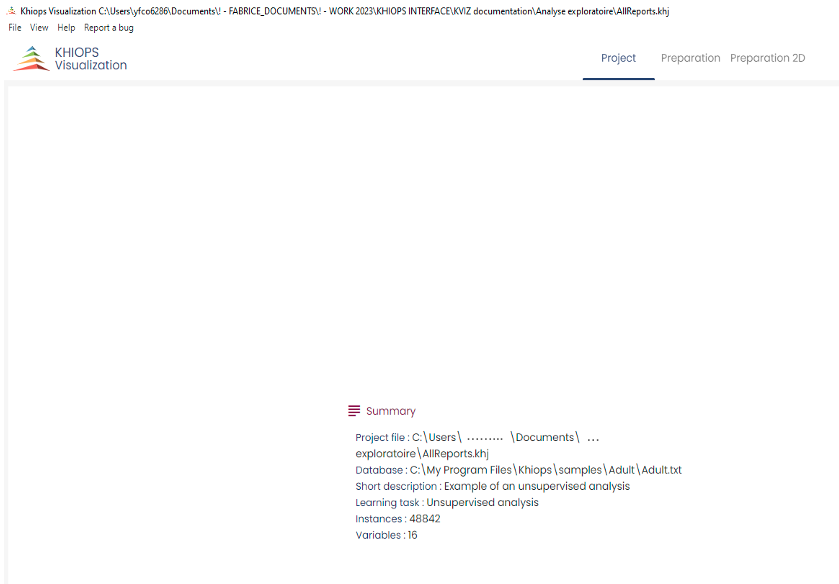 Khiops Visualization C:\Users\yfco6286\Documents\! - FABRICE_DOCUMENTS\! - WORK 2023\KHIOPS INTERFACE\KVIZ documentation\Analyse exploratoire\AllReports.khj
File View Help Report a bug
KHIOPS
Visualization
Project Preparation Preparation 2D
Summary
Project file : C:\Users\ ......... \Documents\ ...
exploratoire\AllReports.khj
Database : C:\My Program Files\Khiops\samples\Adult\Adult.txt
Short description : Example of an unsupervised analysis
Learning task : Unsupervised analysis
Instances : 48842
Variables : 16